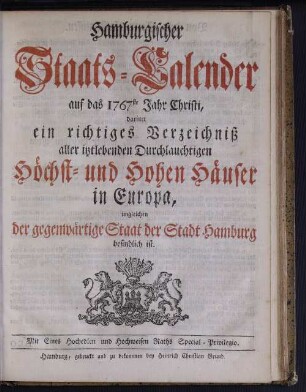 Hamburgischer
Staats-Calender
auf das 1767ste Jahr Christi,
darinn
ein richtiges Verzeichniß
aller itztlebenden Durchlauchtigen
Höchst- und Hohen Häuser
in Europa,
imgleichen
der gegenwärtige Staat der Stadt Hamburg
befindlich ist.
Mit Eines Hochedlen und Hochweisen Raths Special-Privilegio.
Hamburg, gedruckt und zu bekommen bey Heinrich Christian